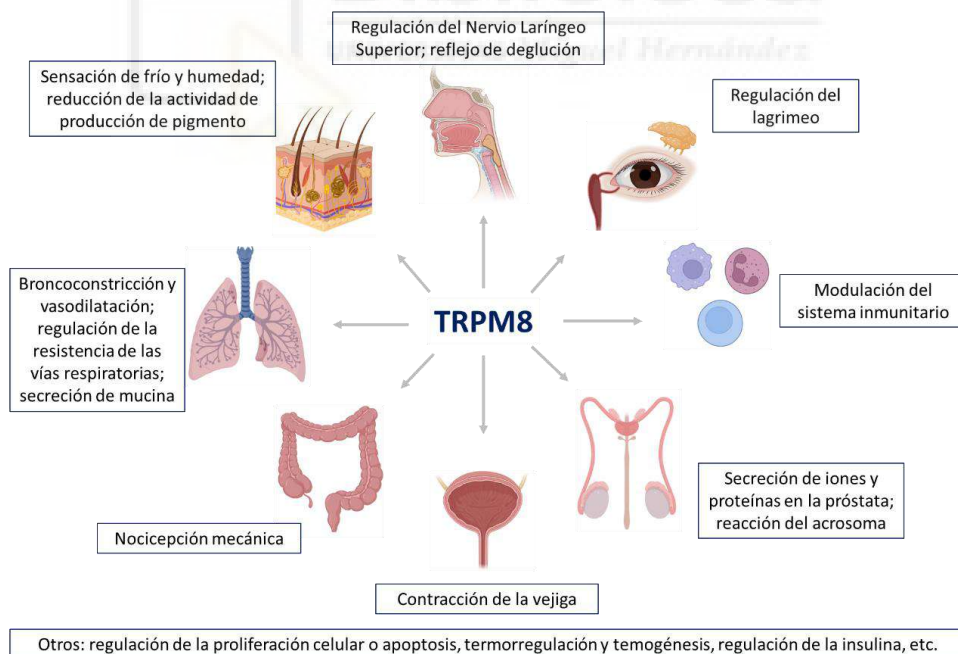 Regulación del Nervio Laríngeo
Superior; reflejo de deglución
Sensación de frío y humedad;
reducción de la actividad de
producción de pigmento
Regulación del
lagrimeo
Broncoconstricción y
vasodilatación;
regulación de la
resistencia de las
vías respiratorias;
secreción de mucina
TRPM8
Modulación del
sistema inmunitario
Secreción de iones y
proteínas en la próstata;
reacción del acrosoma
Nocicepción mecánica
Contracción de la vejiga
Otros: regulación de la proliferación celular o apoptosis, termorregulación y temogénesis, regulación de la insulina, etc.